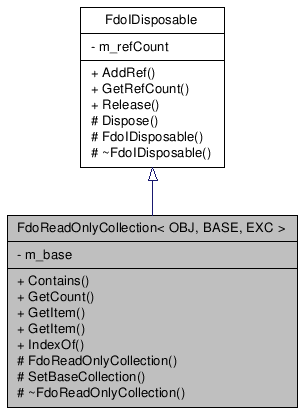 FdoIDisposable
- m_refCount
+ AddRef()
+ GetRefCount()
+ Release()
# Dispose()
# FdoIDisposable()
# ~FdoIDisposable()
FdoReadOnlyCollection< OBJ, BASE, EXC >
- m_base
+ Contains()
+ GetCount()
+ GetItem()
+ GetItem()
+ IndexOf()
# FdoReadOnlyCollection()
# SetBaseCollection()
# ~FdoReadOnlyCollection()